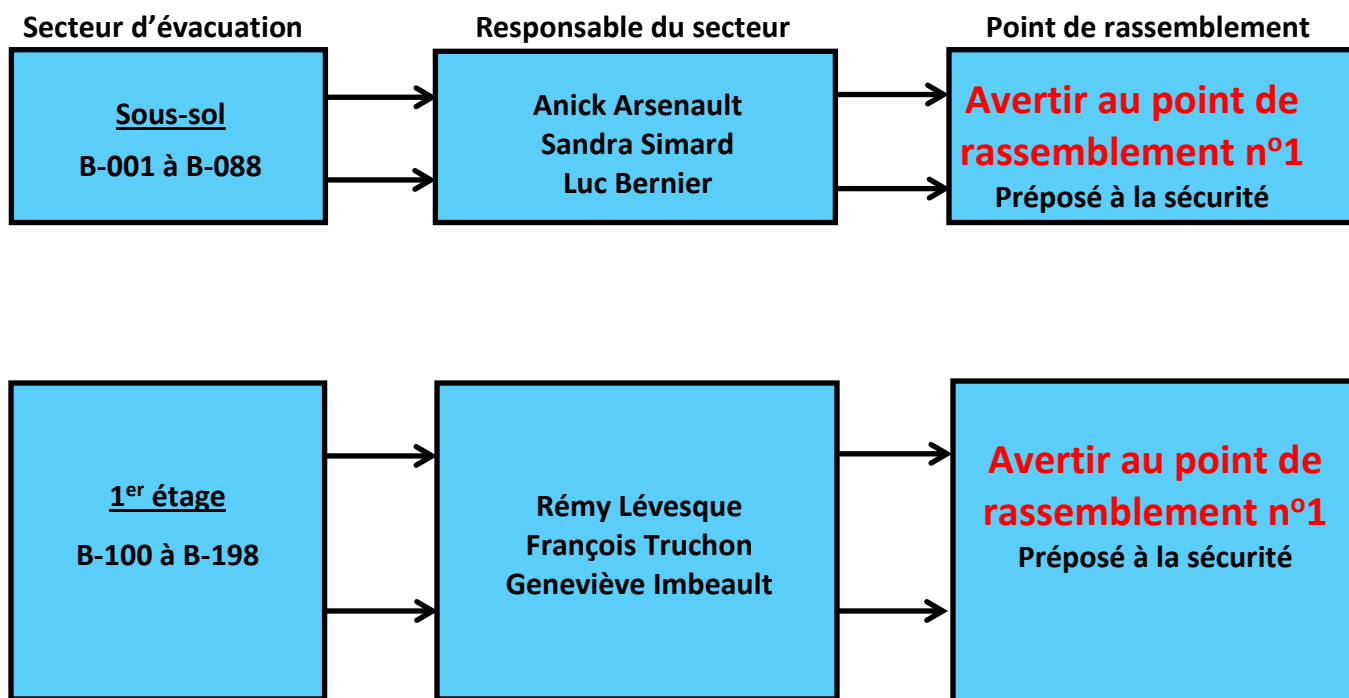 Secteur d’évacuation
Responsable du secteur
Point de rassemblement
Sous-sol
B-001 à B-088
Anick Arsenault
Sandra Simard
Luc Bernier
Avertir au point de
rassemblement nº1
Préposé à la sécurité
1er étage
B-100 à B-198
Rémy Lévesque
François Truchon
Geneviève Imbeault
Avertir au point de
rassemblement nº1
Préposé à la sécurité